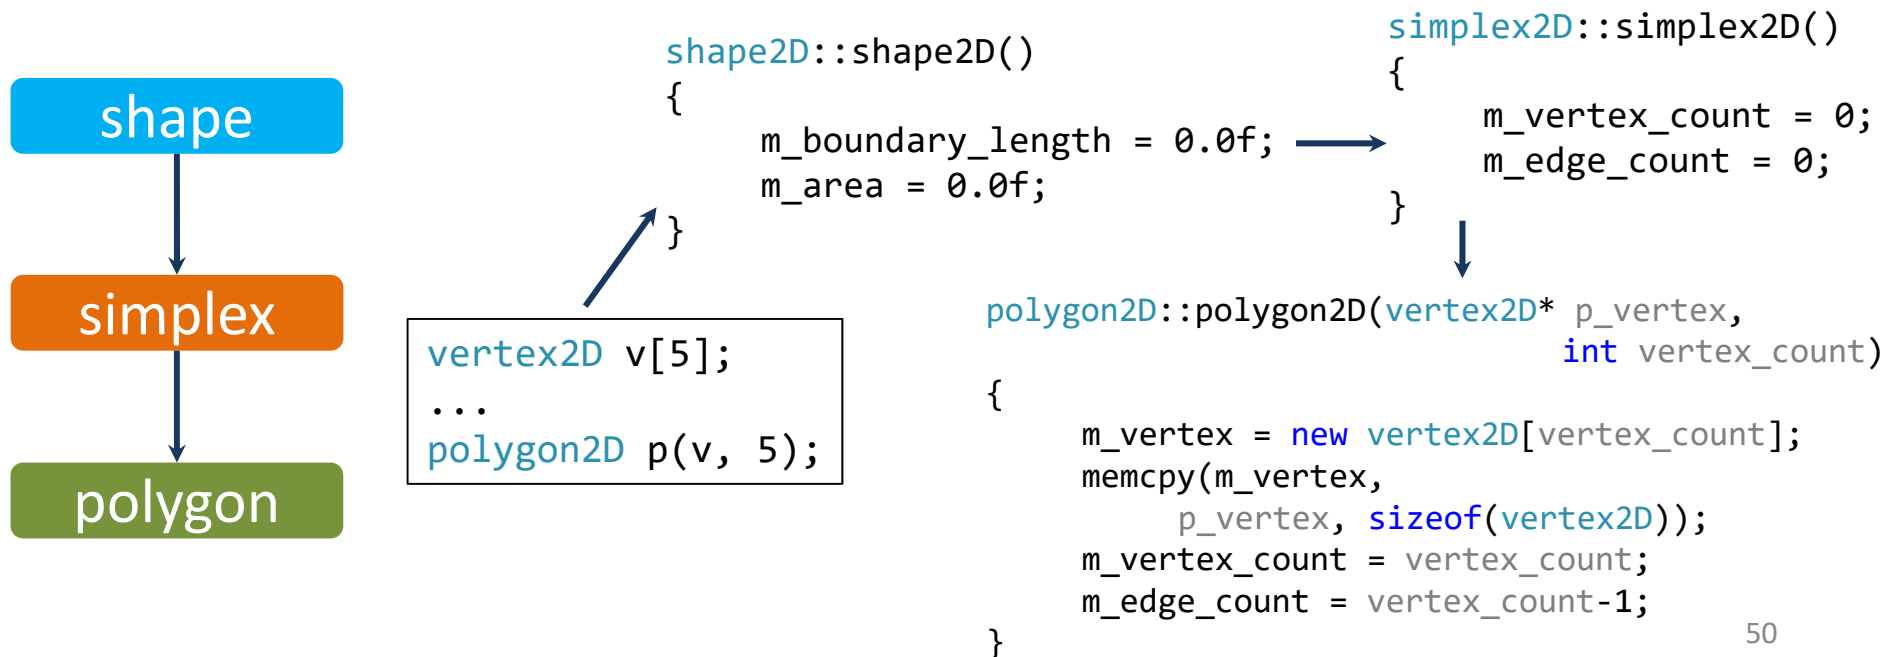 shape
simplex
polygon
vertex2D v[5];
...
polygon2D p(v, 5);
shape2D::shape2D()
{
m_boundary_length = 0.0f;
m_area = 0.0f;
}
simplex2D::simplex2D()
{
m_vertex_count = 0;
m_edge_count = 0;
}
polygon2D::polygon2D(vertex2D* p_vertex,
int vertex_count)
{
m_vertex = new vertex2D[vertex_count];
memcpy(m_vertex,
p_vertex, sizeof(vertex2D));
m_vertex_count = vertex_count;
m_edge_count = vertex_count-1;
}
50